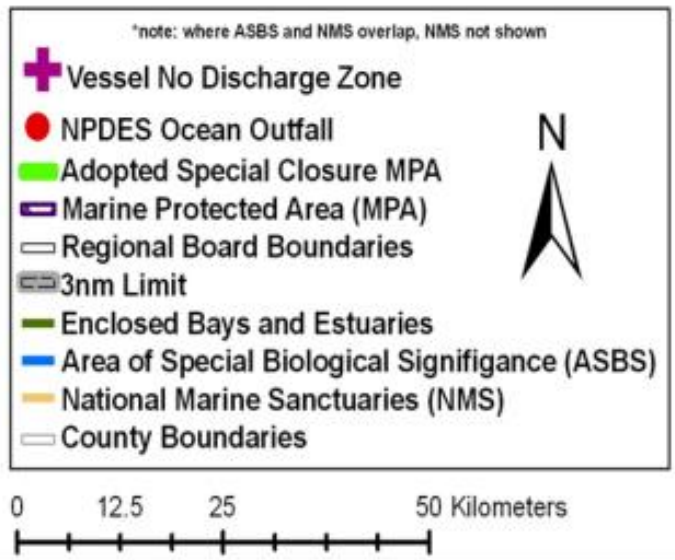 *note: where ASBS and NMS overlap, NMS not shown
Vessel No Discharge Zone
NPDES Ocean Outfall
Adopted Special Closure MPA
Marine Protected Area (MPA)
Regional Board Boundaries
3nm Limit
Enclosed Bays and Estuaries
Area of Special Biological Signifigance (ASBS)
National Marine Sanctuaries (NMS)
County Boundaries
N
0 12.5 25 50 Kilometers